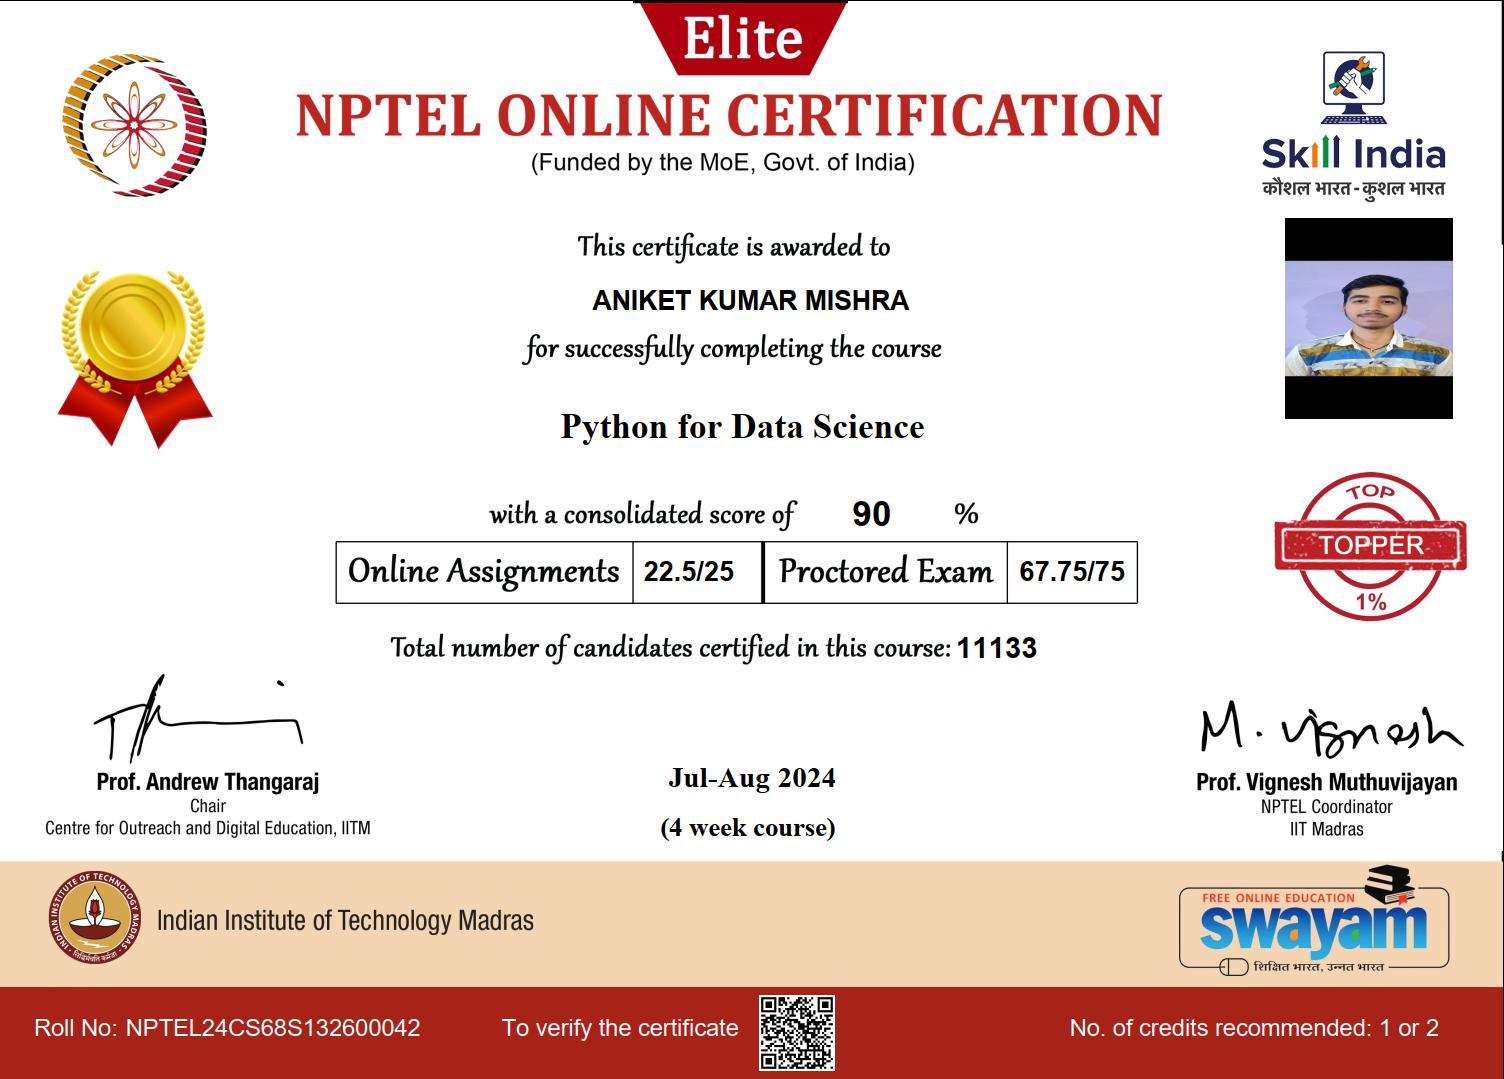 Elite
NPTEL ONLINE CERTIFICATION
(Funded by the MoE, Govt. of India)
Skill India
कौशल भारत - कुशल भारत
This certificate is awarded to
ANIKET KUMAR MISHRA
for successfully completing the course
Python for Data Science
with a consolidated score of 90 %
Online Assignments 22.5/25 Proctored Exam 67.75/75
TOP
TOPPER
1%
Total number of candidates certified in this course: 11133
M. Vignesh
Prof. Andrew Thangaraj
Chair
Centre for Outreach and Digital Education, IITM
Jul-Aug 2024
(4 week course)
Prof. Vignesh Muthuvijayan
NPTEL Coordinator
IIT Madras
INDIAN INSTITUTE OF TECHNOLOGY MADRAS
Indian Institute of Technology Madras
FREE ONLINE EDUCATION
swayam
शिक्षित भारत, उन्नत भारत
Roll No: NPTEL24CS68S132600042
To verify the certificate
No. of credits recommended: 1 or 2